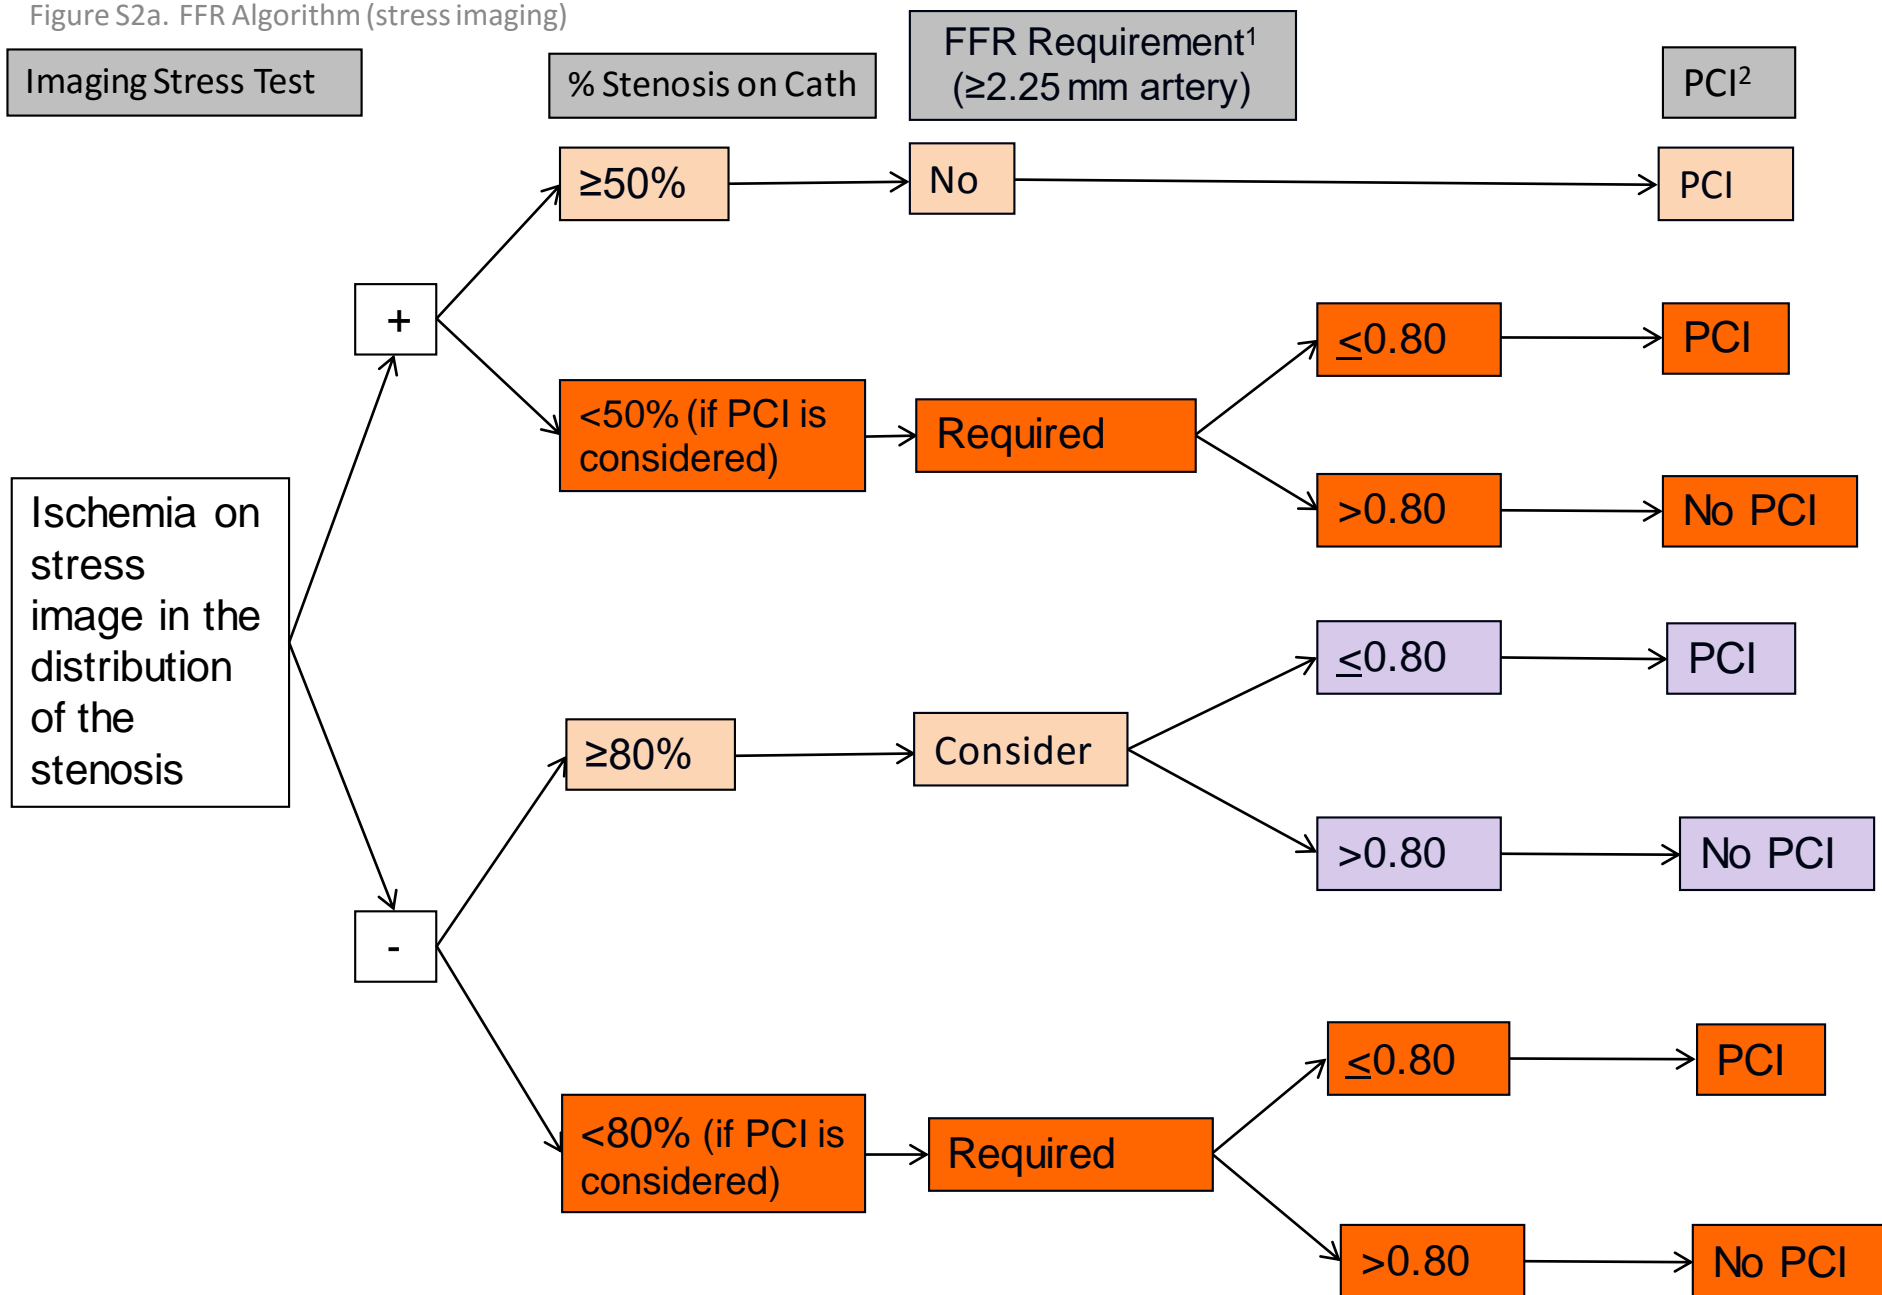 Figure S2a. FFR Algorithm (stress imaging)
Imaging Stress Test
% Stenosis on Cath
FFR Requirement¹
(≥2.25 mm artery)
PCI²
≥50%
No
PCI
+
<50% (if PCI is
considered)
Required
≤0.80
PCI
>0.80
No PCI
Ischemia on
stress
image in the
distribution
of the
stenosis
≥80%
Consider
≤0.80
PCI
>0.80
No PCI
-
<80% (if PCI is
considered)
Required
≤0.80
PCI
>0.80
No PCI